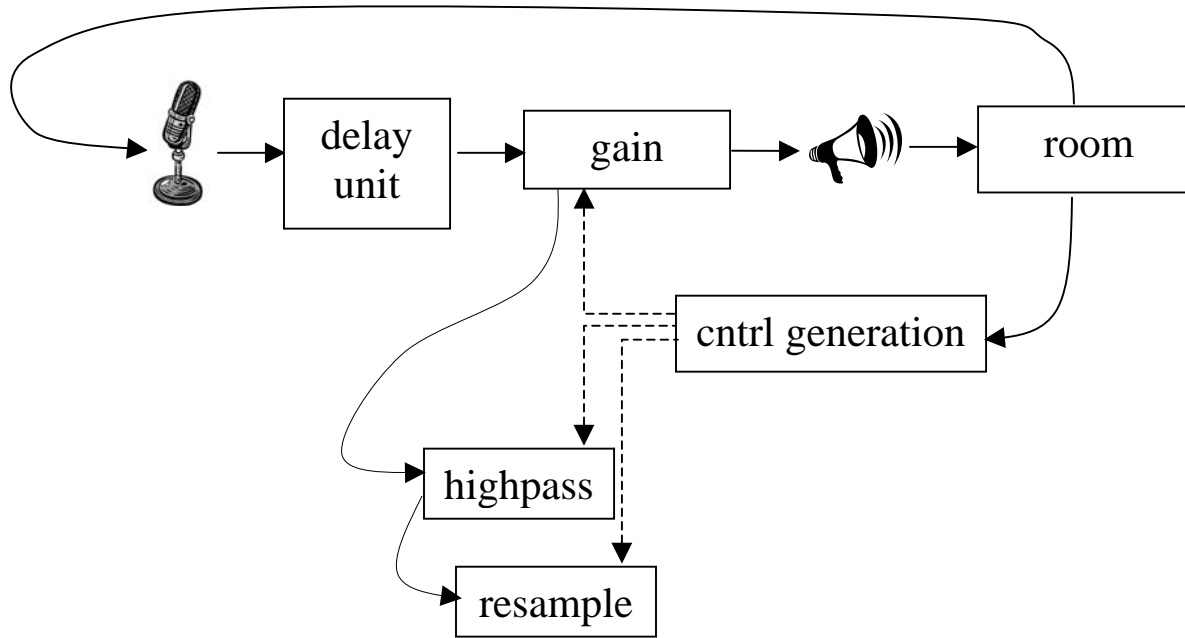 delay
unit
gain
room
cntrl generation
highpass
resample